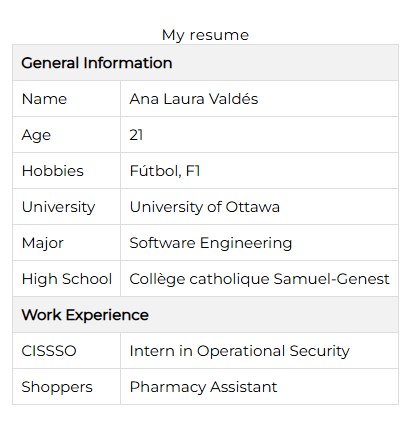 My resume
General Information
Name Ana Laura Valdés
Age 21
Hobbies Fútbol, F1
University University of Ottawa
Major Software Engineering
High School Collège catholique Samuel-Genest
Work Experience
CISSSO Intern in Operational Security
Shoppers Pharmacy Assistant